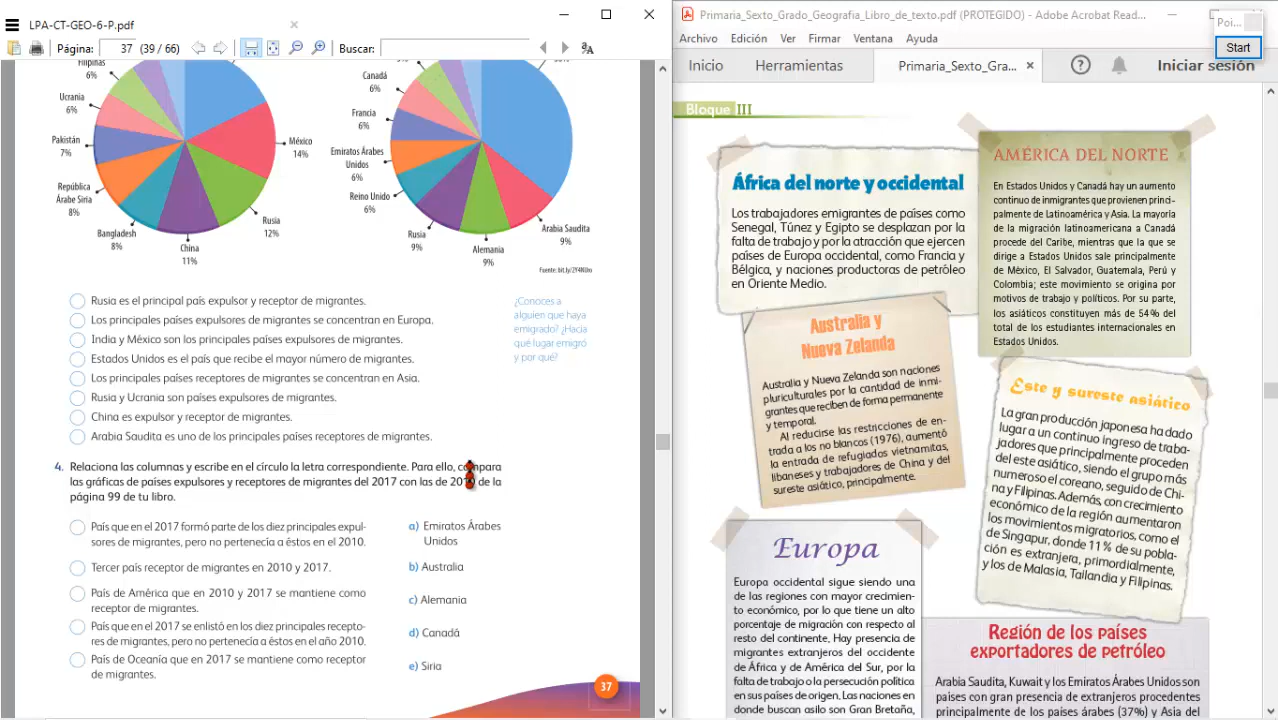 LPA-CT-GEO-6-P.pdf
Página: 37 (39 / 66)
Buscar:
Filipinas
6%
Ucrania
6%
Pakistán
7%
República
Árabe Siria
8%
Bangladesh
8%
China
11%
Rusia
12%
México
14%
Canadá
6%
Francia
6%
Emiratos Árabes
Unidos
6%
Reino Unido
6%
Rusia
9%
Alemania
9%
Arabia Saudita
9%
Fuente: bit.ly/2Y4NUns
Rusia es el principal país expulsor y receptor de migrantes.
Los principales países expulsores de migrantes se concentran en Europa.
India y México son los principales países expulsores de migrantes.
Estados Unidos es el país que recibe el mayor número de migrantes.
Los principales países receptores de migrantes se concentran en Asia.
Rusia y Ucrania son países expulsores de migrantes.
China es expulsor y receptor de migrantes.
Arabia Saudita es uno de los principales países receptores de migrantes.
¿Conoces a
alguien que haya
emigrado? ¿Hacia
qué lugar emigró
y por qué?
4. Relaciona las columnas y escribe en el círculo la letra correspondiente. Para ello, compara
las gráficas de países expulsores y receptores de migrantes del 2017 con las de 2010 de la
página 99 de tu libro.
País que en el 2017 formó parte de los diez principales expul-
sores de migrantes, pero no pertenecía a éstos en el 2010.
Tercer país receptor de migrantes en 2010 y 2017.
País de América que en 2010 y 2017 se mantiene como
receptor de migrantes.
País que en el 2017 se enlistó en los diez principales recepto-
res de migrantes, pero no pertenecía a éstos en el año 2010.
País de Oceanía que en 2017 se mantiene como receptor
de migrantes.
a) Emiratos Árabes
Unidos
b) Australia
c) Alemania
d) Canadá
e) Siria
37
Primaria_Sexto_Grado_Geografia_Libro_de_texto.pdf (PROTEGIDO) - Adobe Acrobat Read...
Poi...
Start
Archivo Edición Ver Firmar Ventana Ayuda
Inicio Herramientas Primaria_Sexto_Gra... Iniciar sesión
Bloque III
África del norte y occidental
Los trabajadores emigrantes de países como
Senegal, Túnez y Egipto se desplazan por la
falta de trabajo y por la atracción que ejercen
países de Europa occidental, como Francia y
Bélgica, y naciones productoras de petróleo
en Oriente Medio.
AMÉRICA DEL NORTE
En Estados Unidos y Canadá hay un aumento
continuo de inmigrantes que provienen princi-
palmente de Latinoamérica y Asia. La mayoría
de la migración latinoamericana a Canadá
procede del Caribe, mientras que la que se
dirige a Estados Unidos sale principalmente
de México, El Salvador, Guatemala, Perú y
Colombia; este movimiento se origina por
motivos de trabajo y políticos. Por su parte,
los asiáticos constituyen más de 54% del
total de los estudiantes internacionales en
Estados Unidos.
Australia y
Nueva Zelanda
Australia y Nueva Zelanda son naciones
pluriculturales por la cantidad de inmi-
grantes que reciben de forma permanente
y temporal.
Al reducirse las restricciones de en-
trada a los no blancos (1976), aumentó
la entrada de refugiados vietnamitas,
libaneses y trabajadores de China y del
sureste asiático, principalmente.
Este y sureste asiático
La gran producción japonesa ha dado
lugar a un continuo ingreso de traba-
jadores que principalmente proceden
del este asiático, siendo el grupo más
numeroso el coreano, seguido de Chi-
na y Filipinas. Además, con crecimiento
económico de la región aumentaron
los movimientos migratorios, como el
de Singapur, donde 11% de su pobla-
ción es extranjera, primordialmente,
y los de Malasia, Tailandia y Filipinas.
Europa
Europa occidental sigue siendo una
de las regiones con mayor crecimien-
to económico, por lo que tiene un alto
porcentaje de migración con respecto al
resto del continente. Hay presencia de
migrantes extranjeros del occidente
de África y de América del Sur, por la
falta de trabajo o la persecución política
en sus países de origen. Las naciones en
donde buscan asilo son Gran Bretaña,
Región de los países
exportadores de petróleo
Arabia Saudita, Kuwait y los Emiratos Árabes Unidos son
países con gran presencia de extranjeros procedentes
principalmente de los países árabes (37%) y Asia del